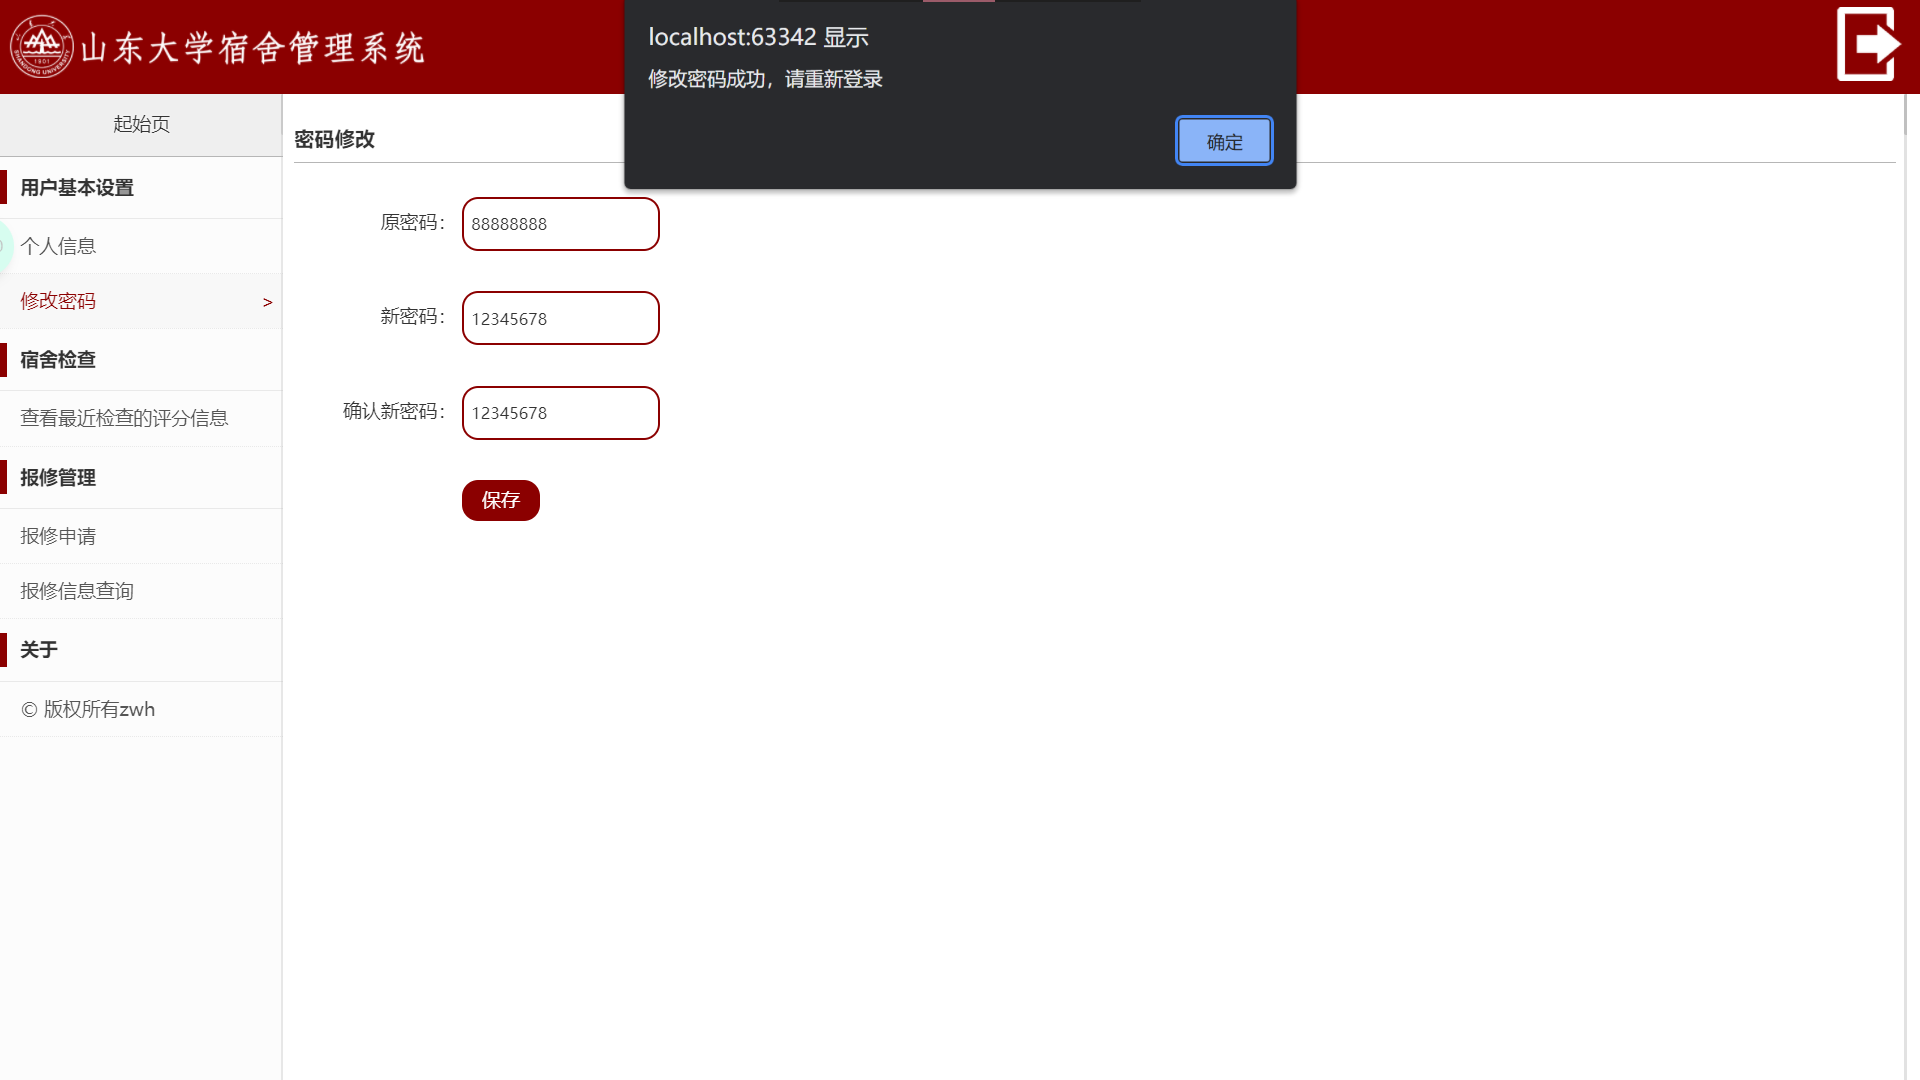 山东大学宿舍管理系统
SHANDONG UNIVERSITY
1901
localhost:63342 显示
修改密码成功，请重新登录
确定
起始页
用户基本设置
个人信息
修改密码 >
宿舍检查
查看最近检查的评分信息
报修管理
报修申请
报修信息查询
关于
© 版权所有zwh
密码修改
原密码： 88888888
新密码： 12345678
确认新密码： 12345678
保存